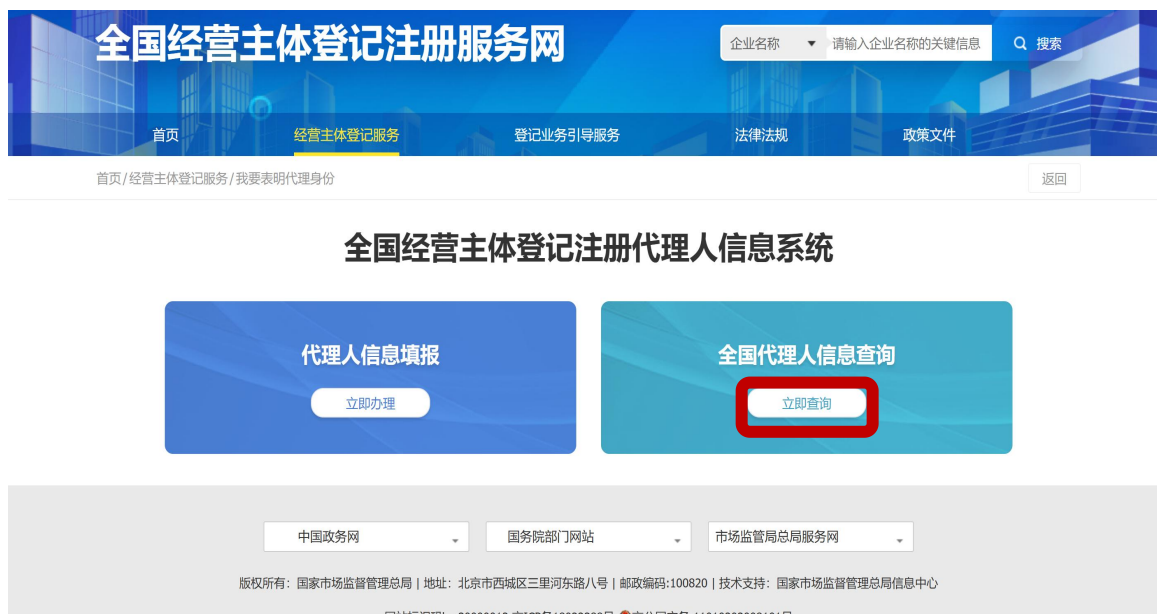 全国经营主体登记注册服务网
企业名称 请输入企业名称的关键信息 搜索
首页 经营主体登记服务 登记业务引导服务 法律法规 政策文件
首页/经营主体登记服务/我要表明代理身份 返回
全国经营主体登记注册代理人信息系统
代理人信息填报 全国代理人信息查询
立即办理 立即查询
中国政务网 国务院部门网站 市场监管局总局服务网
版权所有：国家市场监督管理总局|地址：北京市西城区三里河东路八号|邮政编码:100820|技术支持：国家市场监督管理总局信息中心